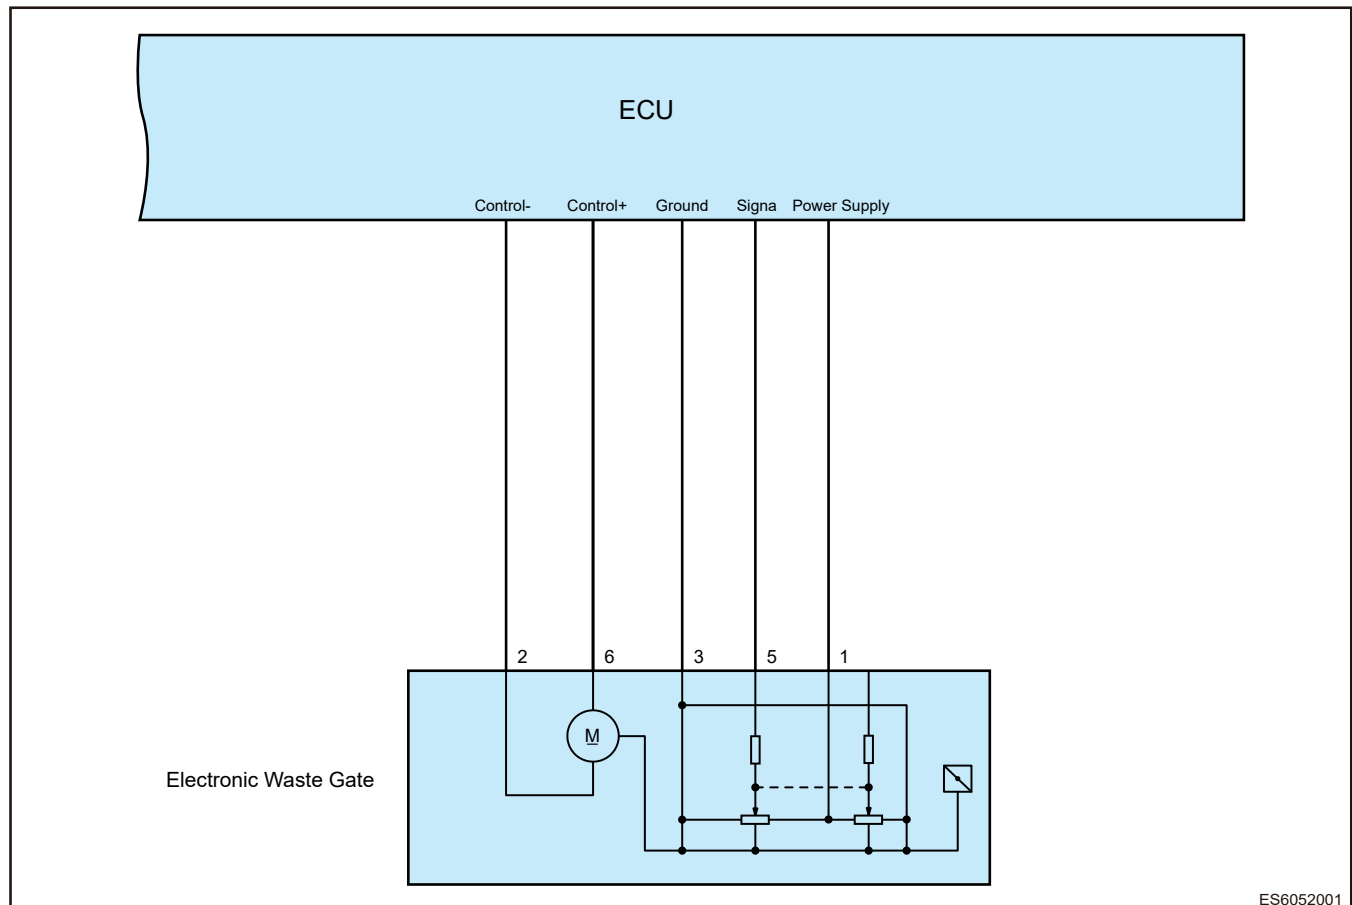 ECU
Control- Control+ Ground Signa Power Supply
2 6 3 5 1
M
Electronic Waste Gate
ES6052001